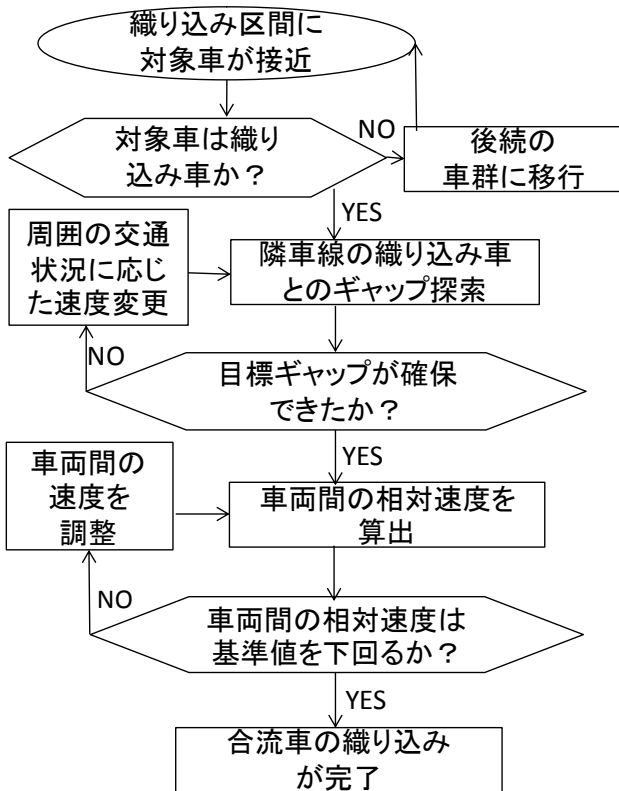 織り込み区間に
対象車が接近
対象車は織り
込み車か？
NO
後続の
車群に移行
YES
周囲の交通
状況に応じ
た速度変更
隣車線の織り込み車
とのギャップ探索
NO
目標ギャップが確保
できたか？
YES
車両間の
速度を
調整
車両間の相対速度を
算出
NO
車両間の相対速度は
基準値を下回るか？
YES
合流車の織り込み
が完了